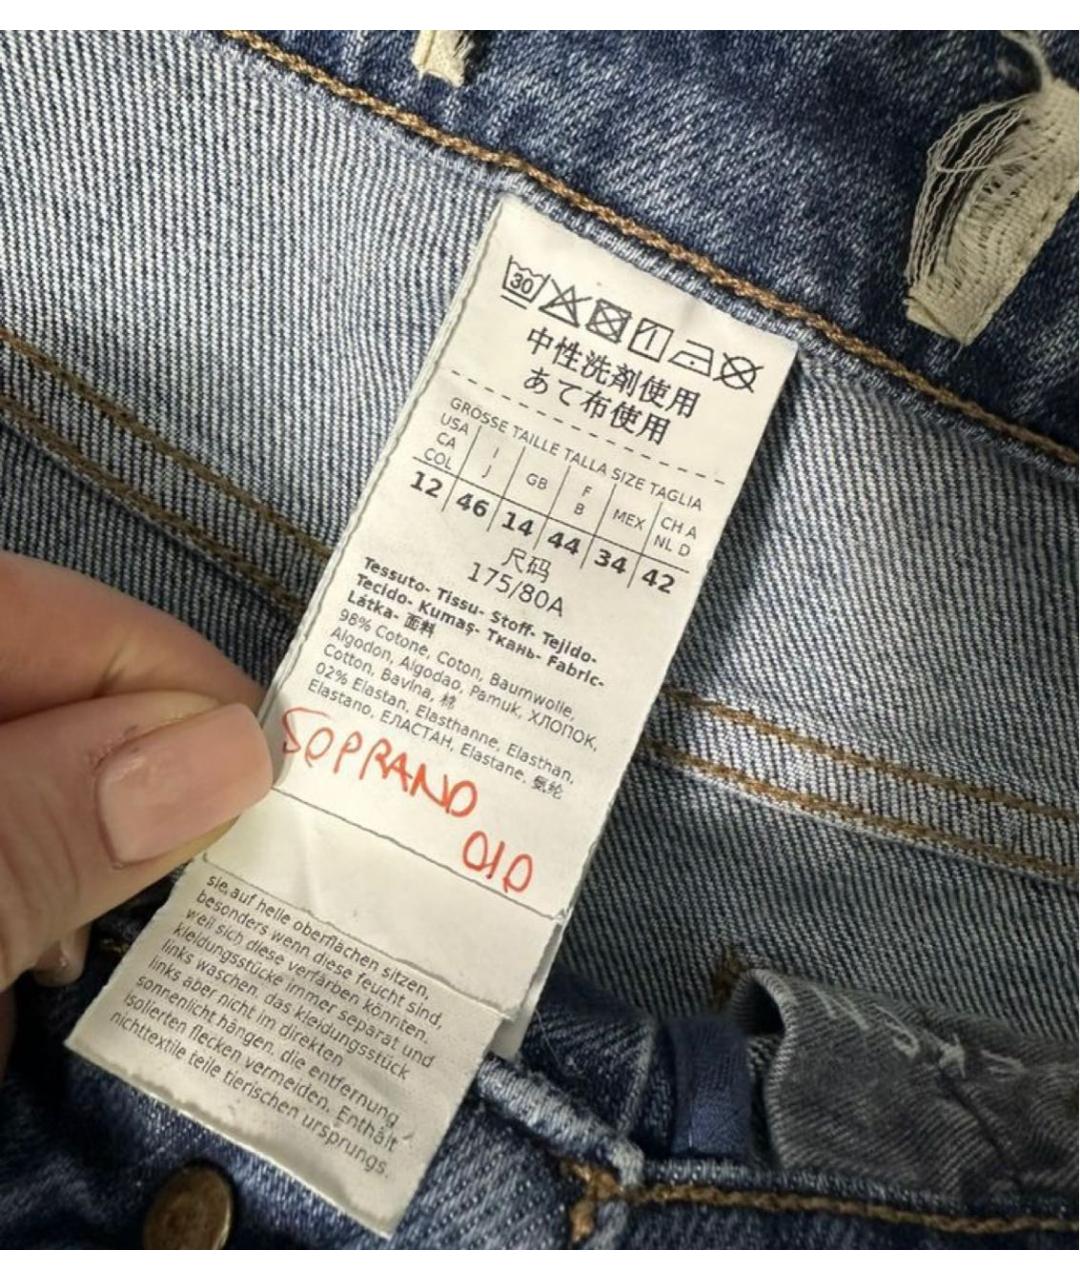 30
中性洗剤使用
あて布使用
GRÖSSE TAILLE TALLA SIZE TAGLIA
USA CA COL I J GB F B MEX CH A NL D
12 46 14 44 34 42
尺码
175/80A
Tessuto- Tissu- Stoff- Tejido-
Tecido- Kumaş- Ткань- Fabric-
Látka- 面料
98% Cotone, Coton, Baumwolle,
Algodon, Algodao, Pamuk, ХЛОПОК,
Cotton, Bavlna, 棉
02% Elastan, Elasthanne, Elasthan,
Elastano, ЕЛАСТАН, Elastane, 氨纶
SOPRANO
010
sie, auf helle oberflächen sitzen,
besonders wenn diese feucht sind,
weil sich diese verfärben könnten.
kleidungsstücke immer separat und
links waschen, das kleidungsstück
links aber nicht im direkten
sonnenlicht hängen. die entfernung
isolierten flecken vermeiden. Enthält
nichttextile teile tierischen ursprungs.